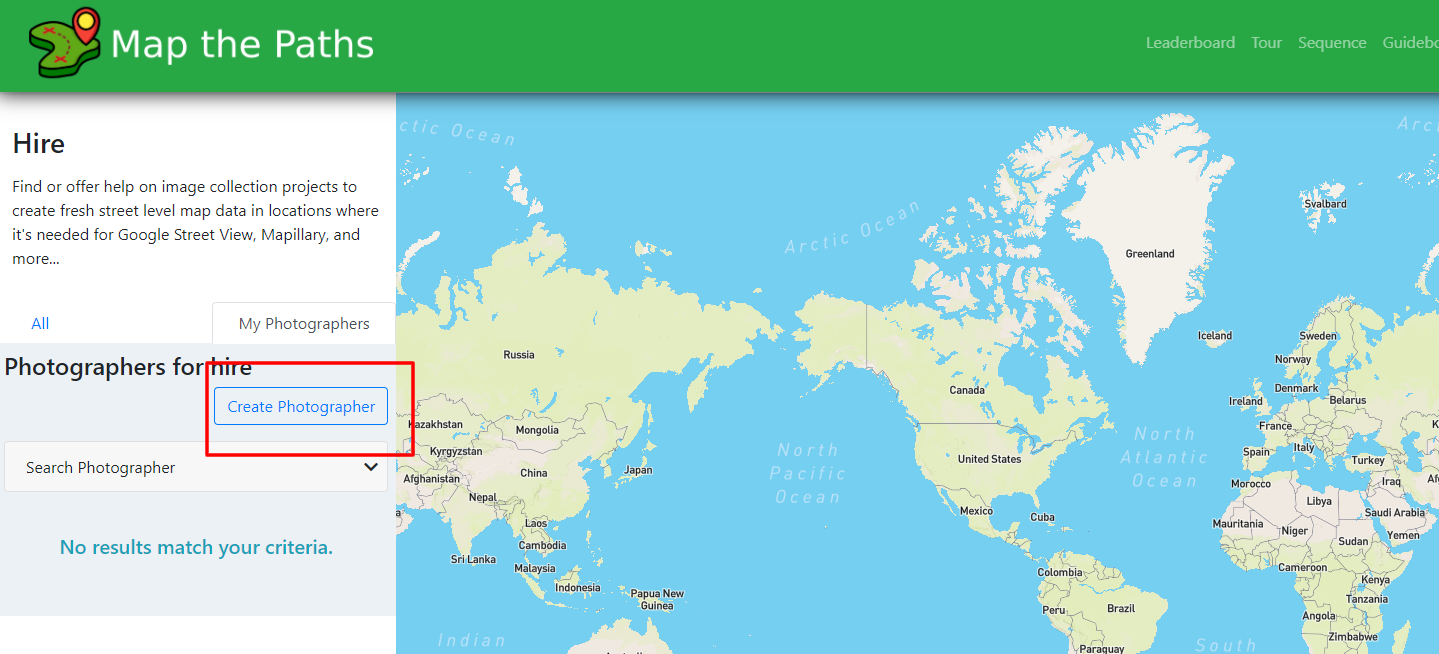 Map the Paths
Leaderboard Tour Sequence
Hire
Find or offer help on image collection projects to
create fresh street level map data in locations where
it's needed for Google Street View, Mapillary, and
more...
All
My Photographers
Photographers for hire
Create Photographer
Search Photographer
No results match your criteria.
Arctic Ocean
Svalbard
Greenland
Iceland
Sweden
Norway
Russia
Canada
Denmark
Ireland
Belarus
Kazakhstan
Mongolia
France
Kyrgyzstan
North
Pacific
Ocean
North
Atlantic
Ocean
Spain
Italy
Turkey
United States
China
Japan
Afghanistan
Morocco
Iraq
Nepal
Libya
Mexico
Cuba
Saudi Arabia
Laos
Mauritania
Niger
Yemen
Sudan
Cambodia
Sri Lanka
Malaysia
Colombia
Cameroon
Kenya
Indonesia
Papua New
Guinea
Tanzania
Peru
Brazil
Angola
Zimbabwe
Indian
South
Paraguay